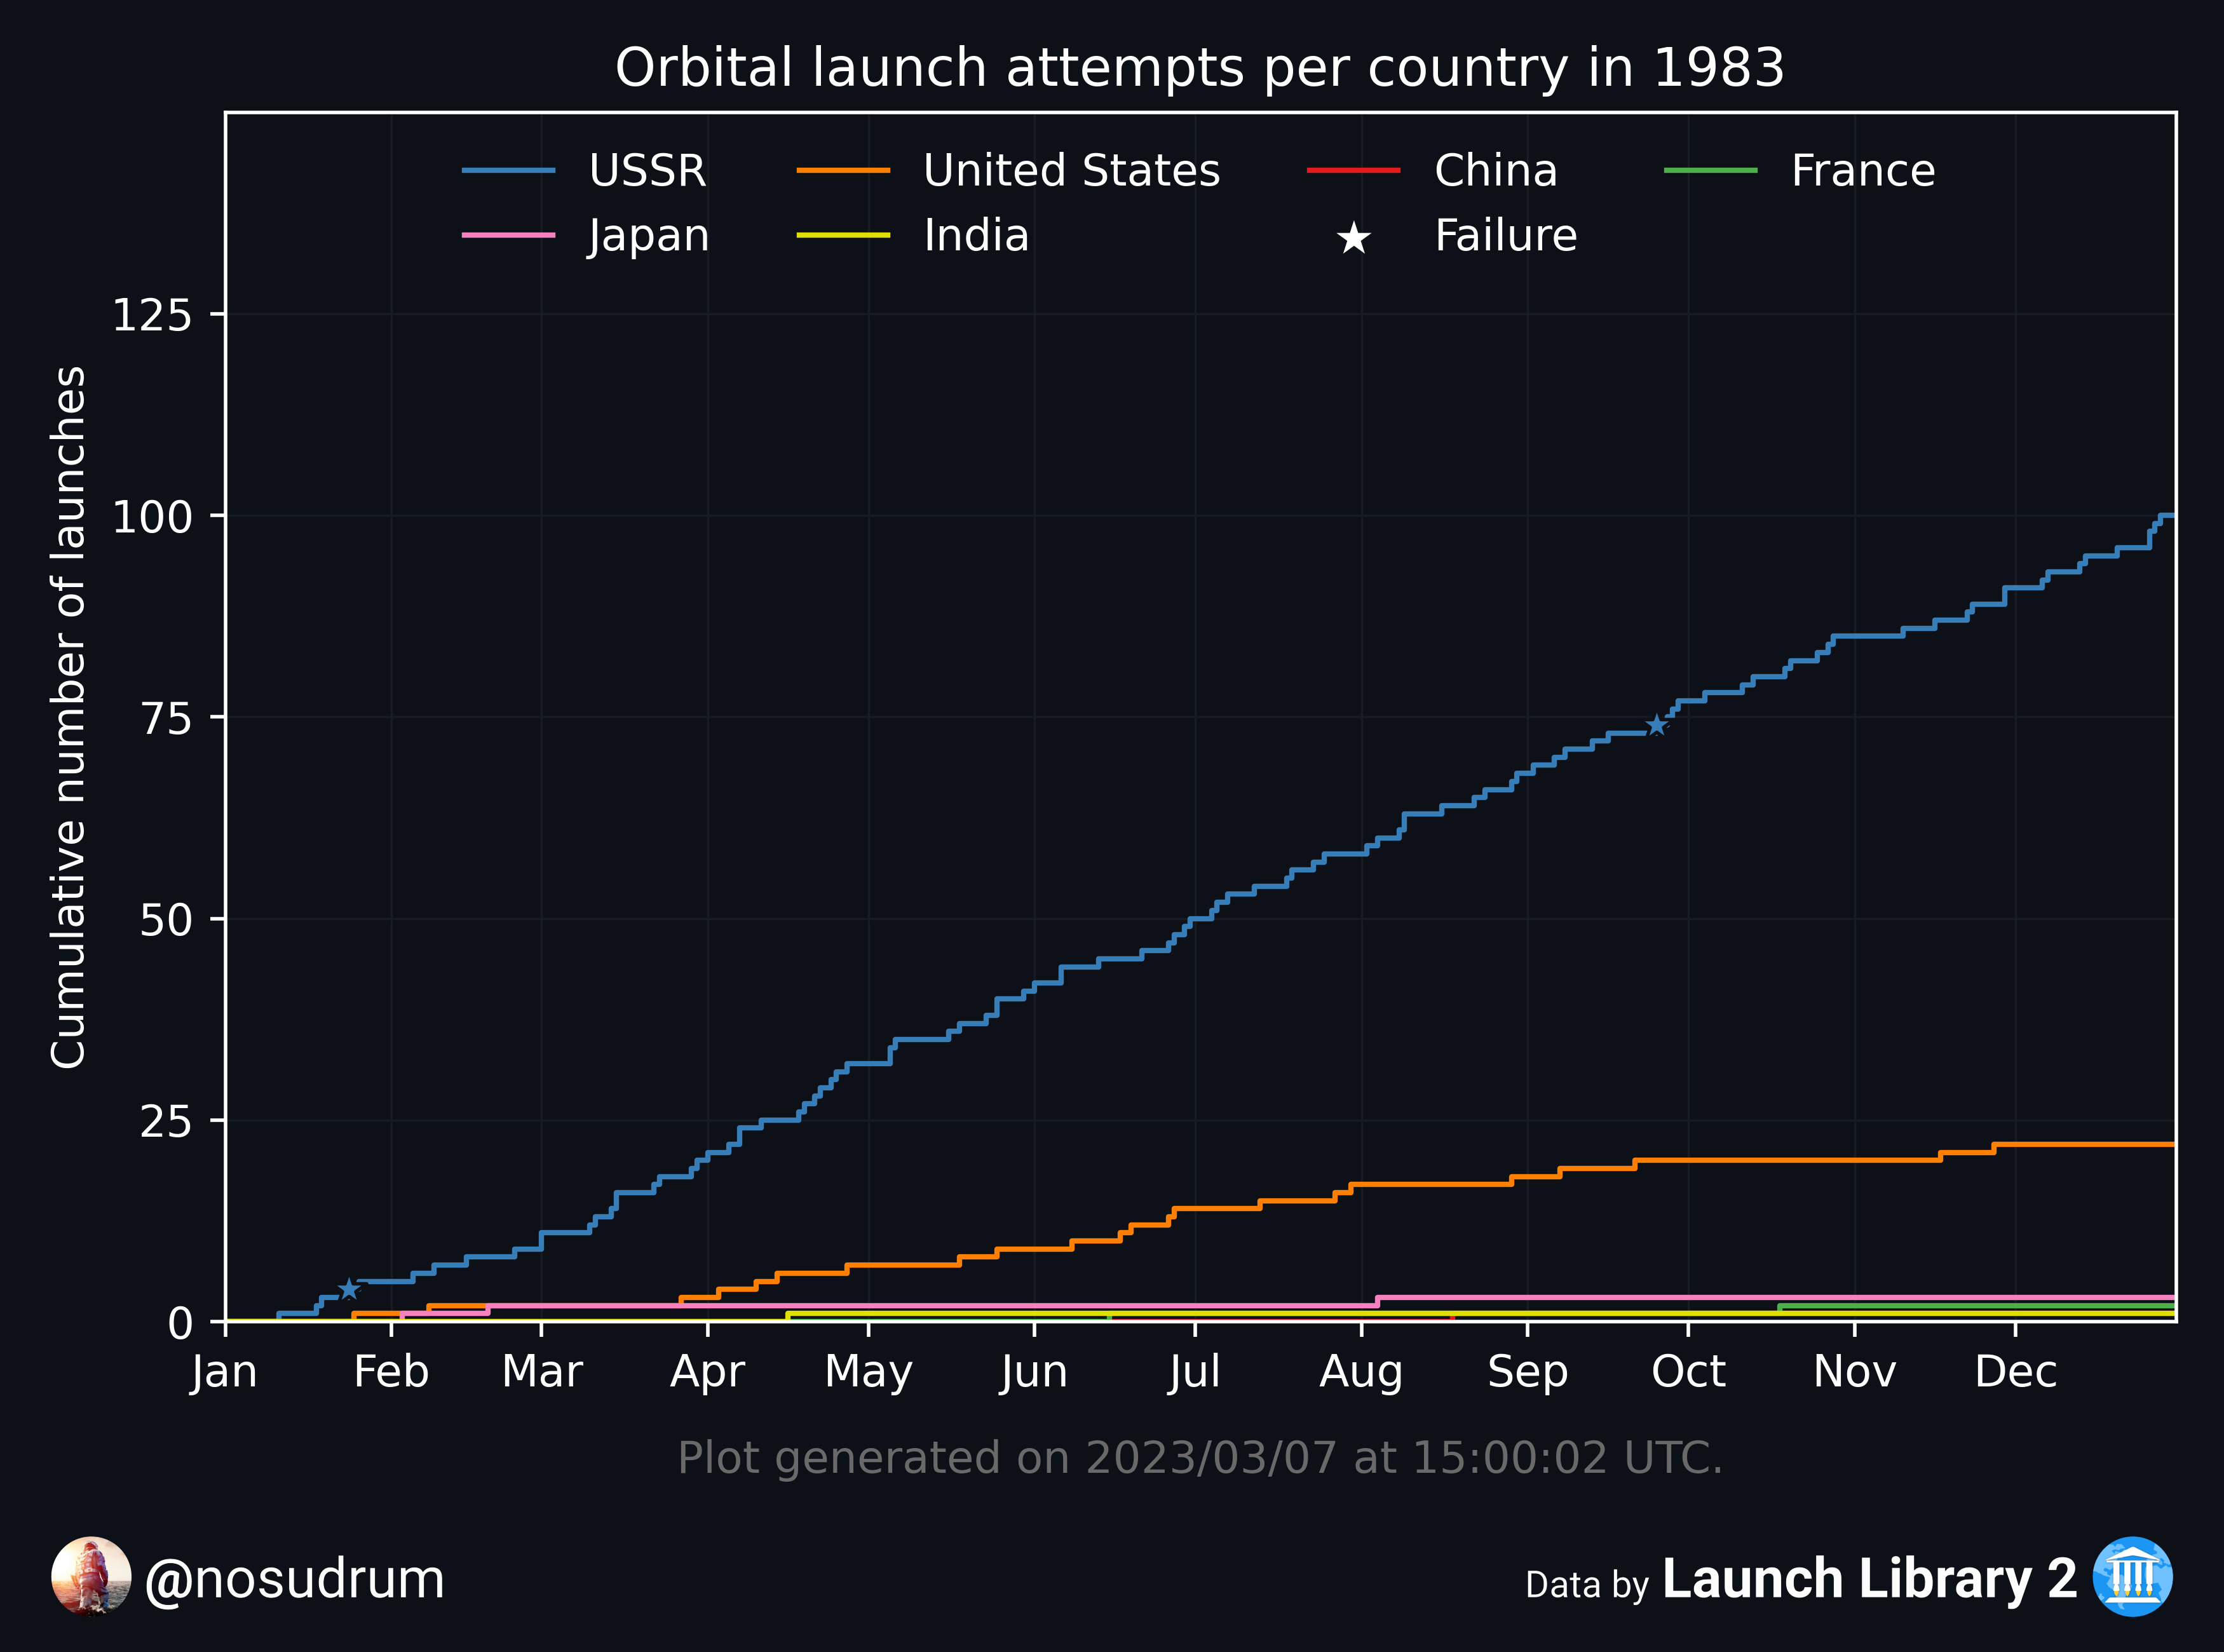 Orbital launch attempts per country in 1983
USSR United States China France
Japan India Failure
125
100
75
50
25
0
Cumulative number of launches
Jan Feb Mar Apr May Jun Jul Aug Sep Oct Nov Dec
Plot generated on 2023/03/07 at 15:00:02 UTC.
@nosudrum
Data by Launch Library 2